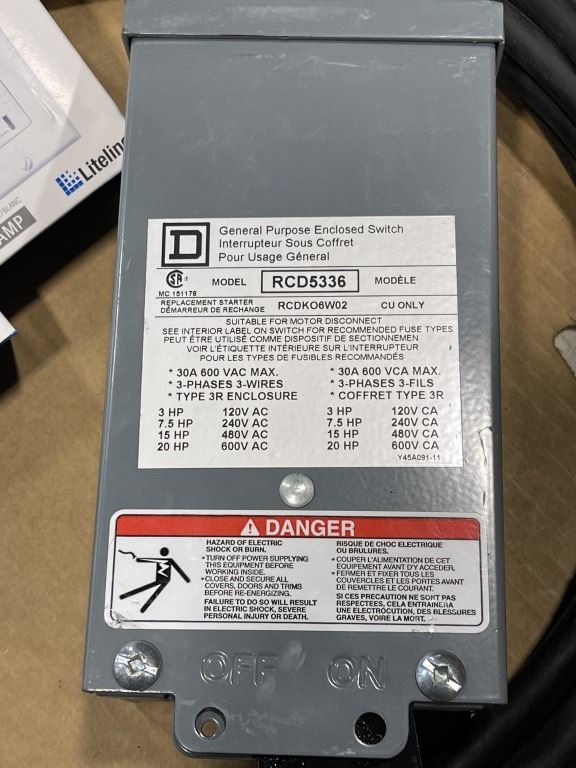 Liteline
/BLANC
AMP
D
General Purpose Enclosed Switch
Interrupteur Sous Coffret
Pour Usage Général
MC 151178
MODEL RCD5336 MODÈLE
REPLACEMENT STARTER
DÉMARREUR DE RECHANGE RCDKO6W02 CU ONLY
SUITABLE FOR MOTOR DISCONNECT
SEE INTERIOR LABEL ON SWITCH FOR RECOMMENDED FUSE TYPES
PEUT ÊTRE UTILISÉ COMME DISPOSITIF DE SECTIONNEMEN
VOIR L'ÉTIQUETTE INTÉRIEURE SUR L'INTERRUPTEUR
POUR LES TYPES DE FUSIBLES RECOMMANDÉS
* 30A 600 VAC MAX. * 30A 600 VCA MAX.
* 3-PHASES 3-WIRES * 3-PHASES 3-FILS
* TYPE 3R ENCLOSURE * COFFRET TYPE 3R
3 HP 120V AC 3 HP 120V CA
7.5 HP 240V AC 7.5 HP 240V CA
15 HP 480V AC 15 HP 480V CA
20 HP 600V AC 20 HP 600V CA
Y45A091-11
DANGER
HAZARD OF ELECTRIC
SHOCK OR BURN.
• TURN OFF POWER SUPPLYING
THIS EQUIPMENT BEFORE
WORKING INSIDE.
• CLOSE AND SECURE ALL
COVERS, DOORS AND TRIMS
BEFORE RE-ENERGIZING.
FAILURE TO DO SO WILL RESULT
IN ELECTRIC SHOCK, SEVERE
PERSONAL INJURY OR DEATH.
RISQUE DE CHOC ELECTRIQUE
OU BRULURES.
• COUPER L'ALIMENTATION DE CET
EQUIPEMENT AVANT D'Y ACCEDER.
• FERMER ET FIXER TOUS LES
COUVERCLES ET LES PORTES AVANT
DE REMETTRE LE COURANT.
SI CES PRECAUTION NE SONT PAS
RESPECTEES, CELA ENTRAINERA
UNE ELECTROCUTION, DES BLESSURES
GRAVES, VOIRE LA MORT.
OFF ON